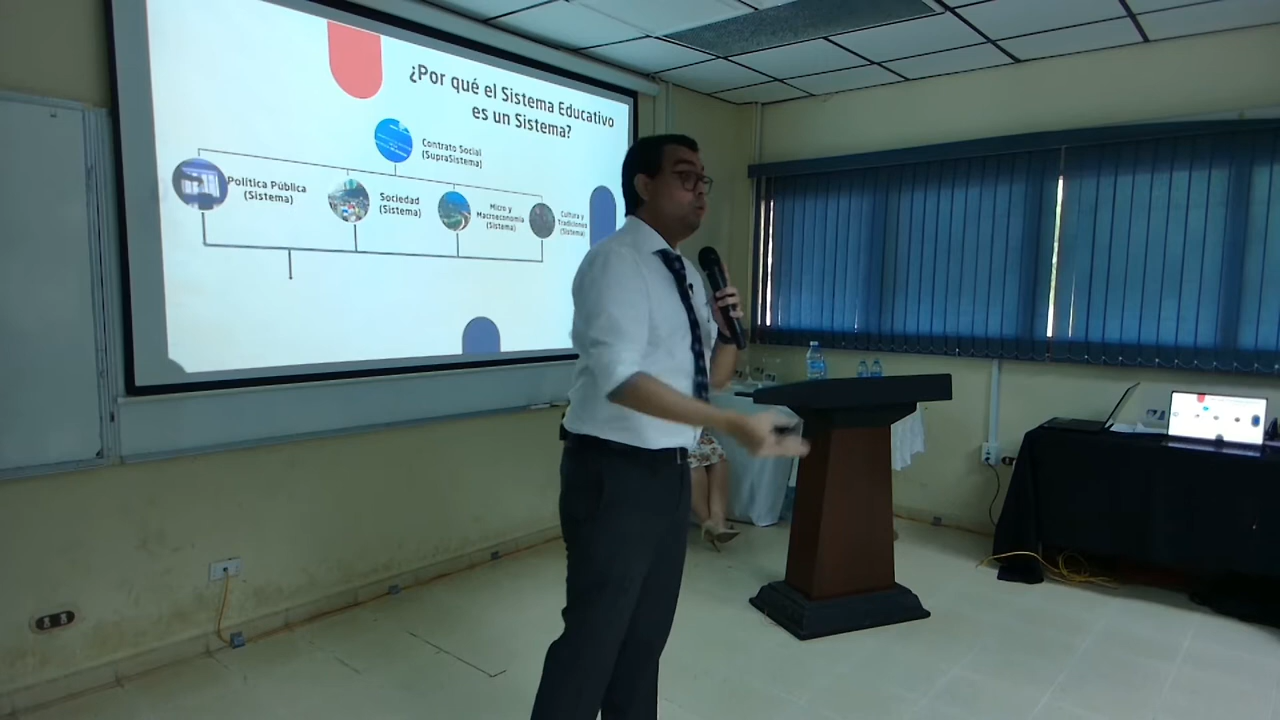 ¿Por qué el Sistema Educativo
es un Sistema?
Contrato Social
(SupraSistema)
Política Pública
(Sistema)
Sociedad
(Sistema)
Micro y
Macroeconomía
(Sistema)
Cultura y
Tradiciones
(Sistema)